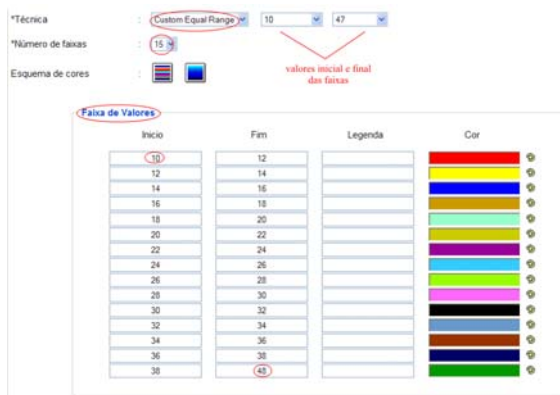 *Técnica : Custom Equal Range 10 47
*Número de faixas : 15
Esquema de cores :
valores inicial e final
das faixas
Faixa de Valores
Inicio Fim Legenda Cor
10 12
12 14
14 16
16 18
18 20
20 22
22 24
24 26
26 28
28 30
30 32
32 34
34 36
36 38
38 48